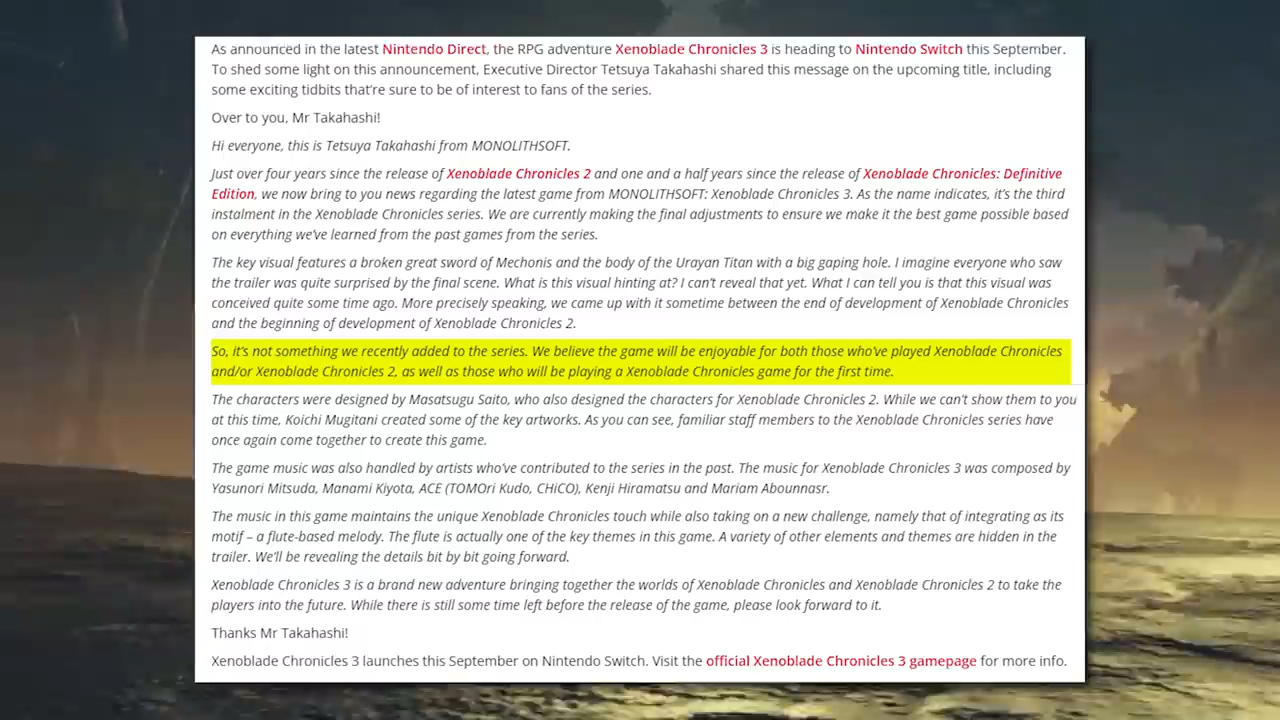 As announced in the latest Nintendo Direct, the RPG adventure Xenoblade Chronicles 3 is heading to Nintendo Switch this September.
To shed some light on this announcement, Executive Director Tetsuya Takahashi shared this message on the upcoming title, including
some exciting tidbits that're sure to be of interest to fans of the series.
Over to you, Mr Takahashi!
Hi everyone, this is Tetsuya Takahashi from MONOLITHSOFT.
Just over four years since the release of Xenoblade Chronicles 2 and one and a half years since the release of Xenoblade Chronicles: Definitive
Edition, we now bring to you news regarding the latest game from MONOLITHSOFT: Xenoblade Chronicles 3. As the name indicates, it's the third
instalment in the Xenoblade Chronicles series. We are currently making the final adjustments to ensure we make it the best game possible based
on everything we've learned from the past games from the series.
The key visual features a broken great sword of Mechonis and the body of the Urayan Titan with a big gaping hole. I imagine everyone who saw
the trailer was quite surprised by the final scene. What is this visual hinting at? I can't reveal that yet. What I can tell you is that this visual was
conceived quite some time ago. More precisely speaking, we came up with it sometime between the end of development of Xenoblade Chronicles
and the beginning of development of Xenoblade Chronicles 2.
So, it's not something we recently added to the series. We believe the game will be enjoyable for both those who've played Xenoblade Chronicles
and/or Xenoblade Chronicles 2, as well as those who will be playing a Xenoblade Chronicles game for the first time.
The characters were designed by Masatsugu Saito, who also designed the characters for Xenoblade Chronicles 2. While we can't show them to you
at this time, Koichi Mugitani created some of the key artworks. As you can see, familiar staff members to the Xenoblade Chronicles series have
once again come together to create this game.
The game music was also handled by artists who've contributed to the series in the past. The music for Xenoblade Chronicles 3 was composed by
Yasunori Mitsuda, Manami Kiyota, ACE (TOMOri Kudo, CHiCO), Kenji Hiramatsu and Mariam Abounnasr.
The music in this game maintains the unique Xenoblade Chronicles touch while also taking on a new challenge, namely that of integrating as its
motif – a flute-based melody. The flute is actually one of the key themes in this game. A variety of other elements and themes are hidden in the
trailer. We'll be revealing the details bit by bit going forward.
Xenoblade Chronicles 3 is a brand new adventure bringing together the worlds of Xenoblade Chronicles and Xenoblade Chronicles 2 to take the
players into the future. While there is still some time left before the release of the game, please look forward to it.
Thanks Mr Takahashi!
Xenoblade Chronicles 3 launches this September on Nintendo Switch. Visit the official Xenoblade Chronicles 3 gamepage for more info.